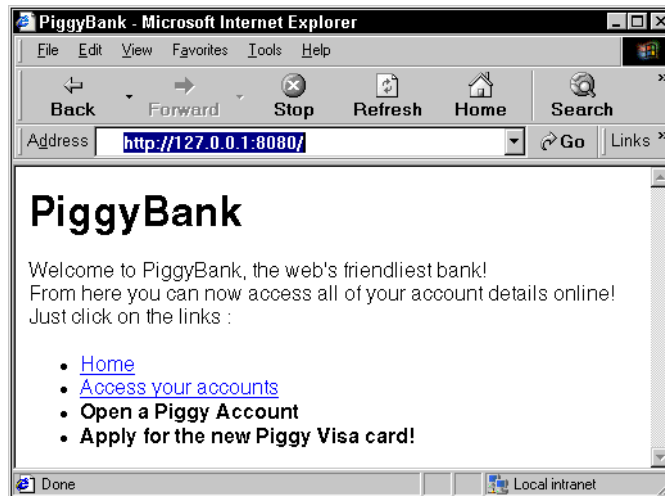 PiggyBank - Microsoft Internet Explorer
File Edit View Favorites Tools Help
Back Forward Stop Refresh Home Search »
Address http://127.0.0.1:8080/ Go Links »
PiggyBank
Welcome to PiggyBank, the web's friendliest bank!
From here you can now access all of your account details online!
Just click on the links :
• Home
• Access your accounts
• Open a Piggy Account
• Apply for the new Piggy Visa card!
Done Local intranet